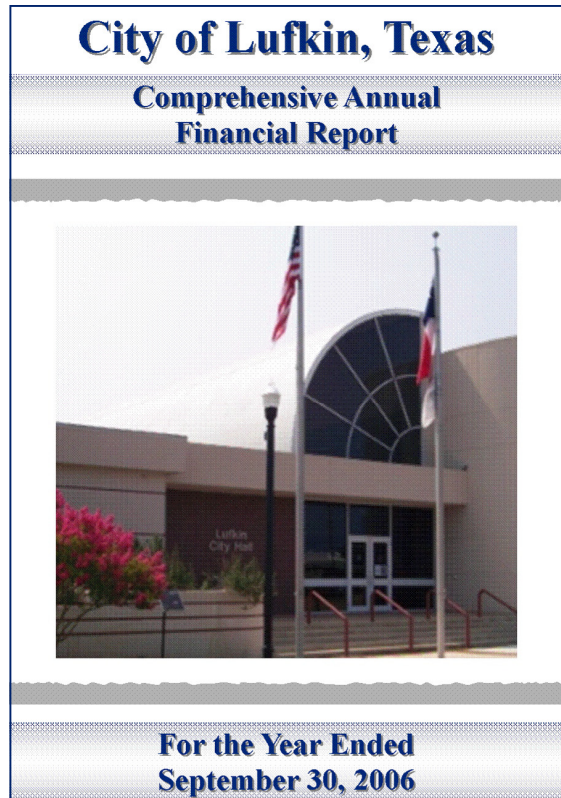 City of Lufkin, Texas
Comprehensive Annual
Financial Report
Lufkin
City Hall
For the Year Ended
September 30, 2006